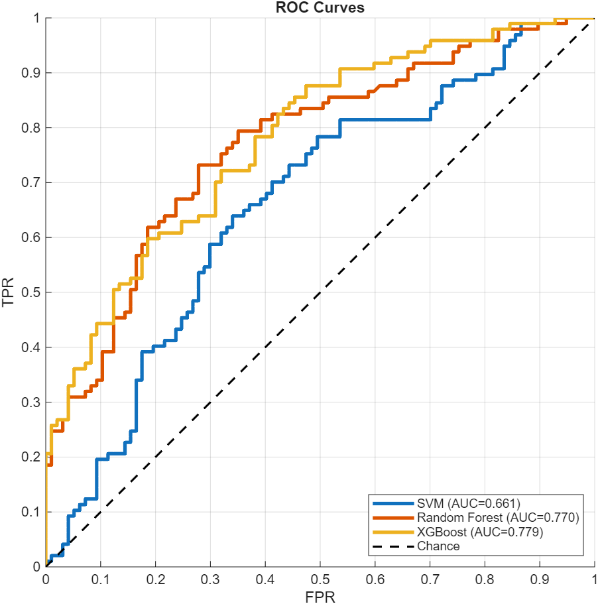 ROC Curves
1
0.9
0.8
0.7
0.6
0.5
0.4
0.3
0.2
0.1
0
TPR
0 0.1 0.2 0.3 0.4 0.5 0.6 0.7 0.8 0.9 1
FPR
SVM (AUC=0.661)
Random Forest (AUC=0.770)
XGBoost (AUC=0.779)
Chance